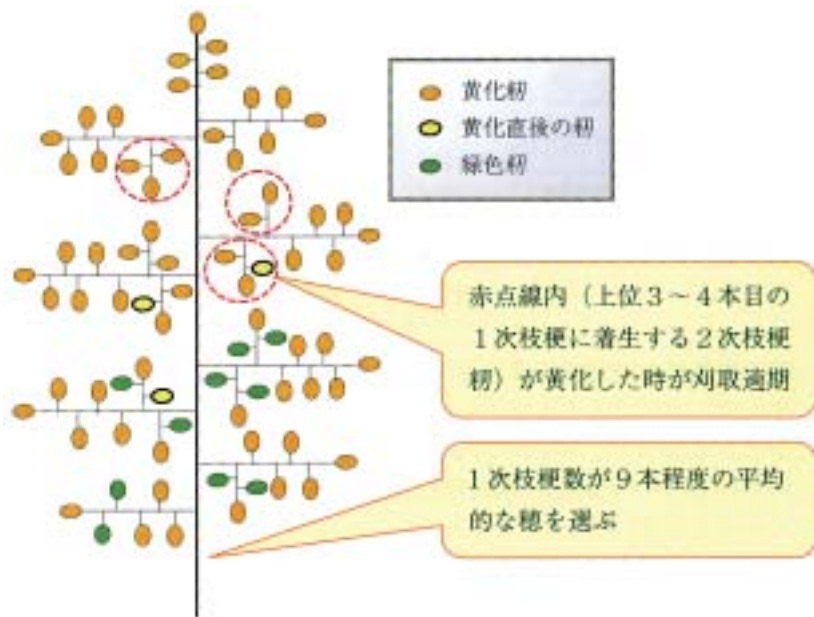 黄化籾
黄化直後の籾
緑色籾
赤点線内（上位３～４本目の
１次枝梗に着生する２次枝梗
籾）が黄化した時が刈取適期
１次枝梗数が９本程度の平均
的な穂を選ぶ